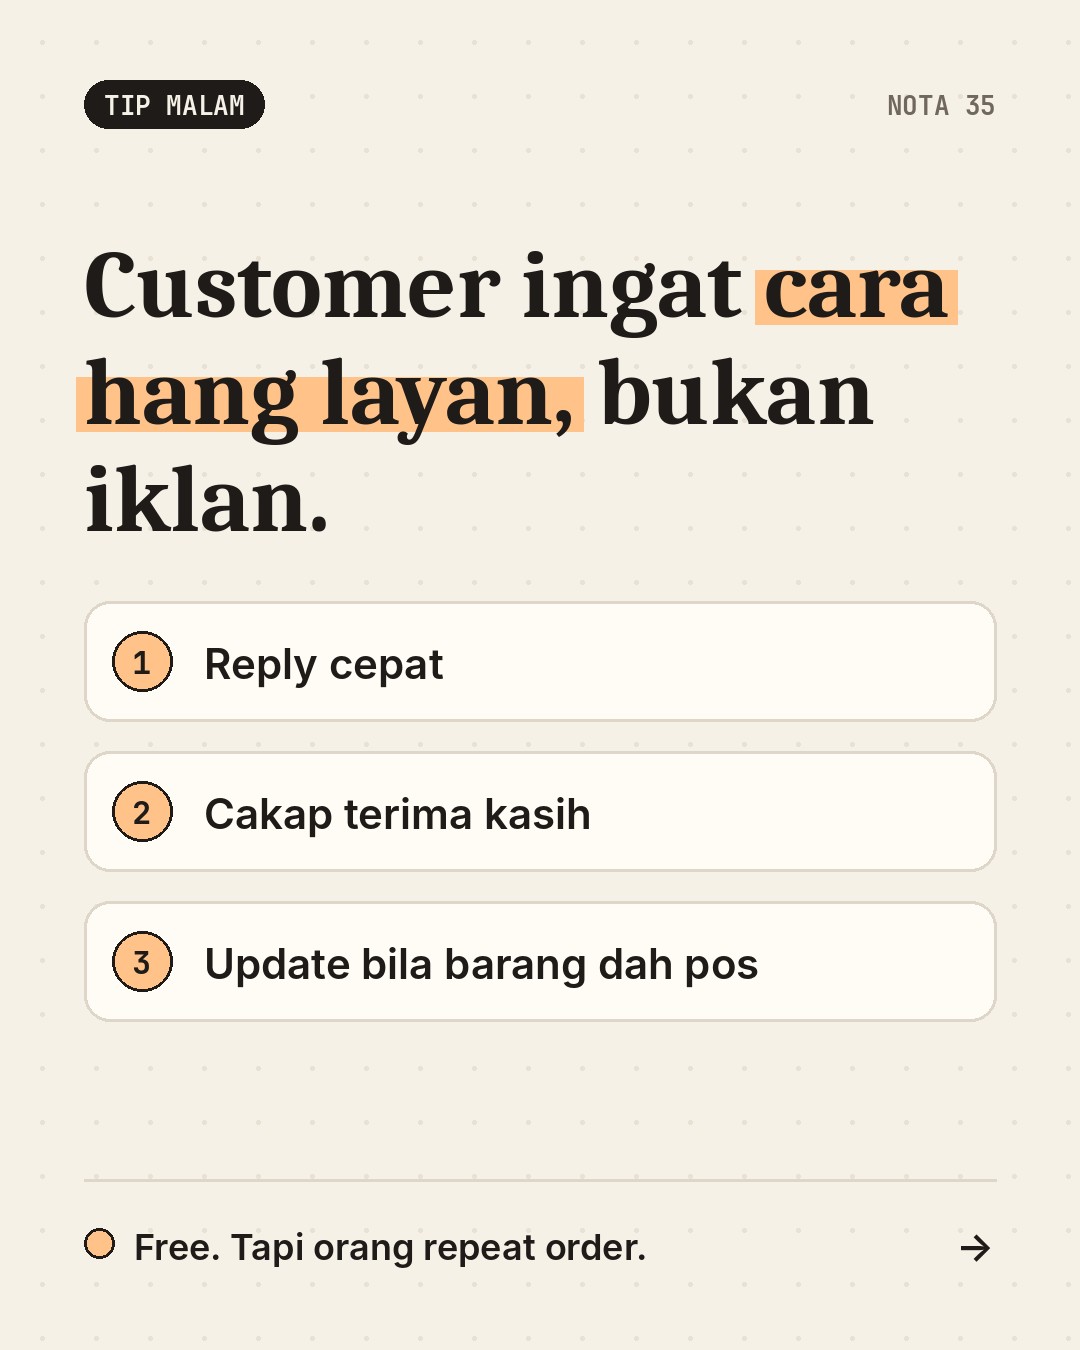 TIP MALAM
NOTA 35
Customer ingat cara
hang layan, bukan
iklan.
1 Reply cepat
2 Cakap terima kasih
3 Update bila barang dah pos
Free. Tapi orang repeat order. →